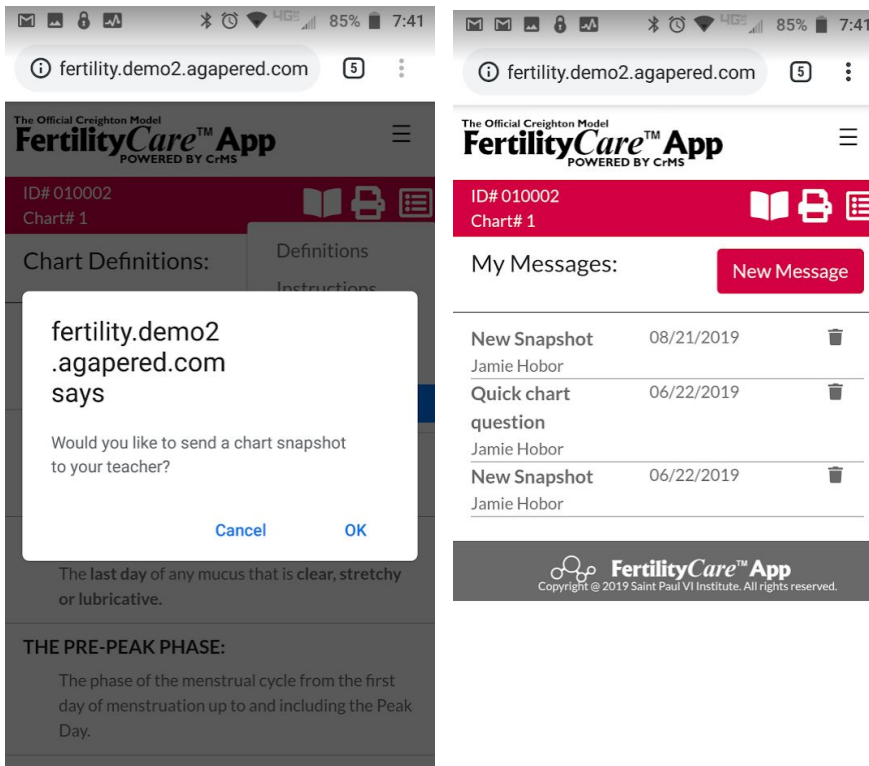 85% 7:41
fertility.demo2.agapered.com 5
The Official Creighton Model
FertilityCare™ App
POWERED BY CrMS
ID# 010002
Chart# 1
Chart Definitions:
Definitions
Instructions
fertility.demo2
.agapered.com
says
Would you like to send a chart snapshot
to your teacher?
Cancel OK
The last day of any mucus that is clear, stretchy
or lubricative.
THE PRE-PEAK PHASE:
The phase of the menstrual cycle from the first
day of menstruation up to and including the Peak
Day.
4GE 85% 7:41
fertility.demo2.agapered.com 5
The Official Creighton Model
FertilityCare™ App
POWERED BY CrMS
ID# 010002
Chart# 1
My Messages:
New Message
New Snapshot 08/21/2019
Jamie Hobor
Quick chart 06/22/2019
question
Jamie Hobor
New Snapshot 06/22/2019
Jamie Hobor
FertilityCare™ App
Copyright @ 2019 Saint Paul VI Institute. All rights reserved.